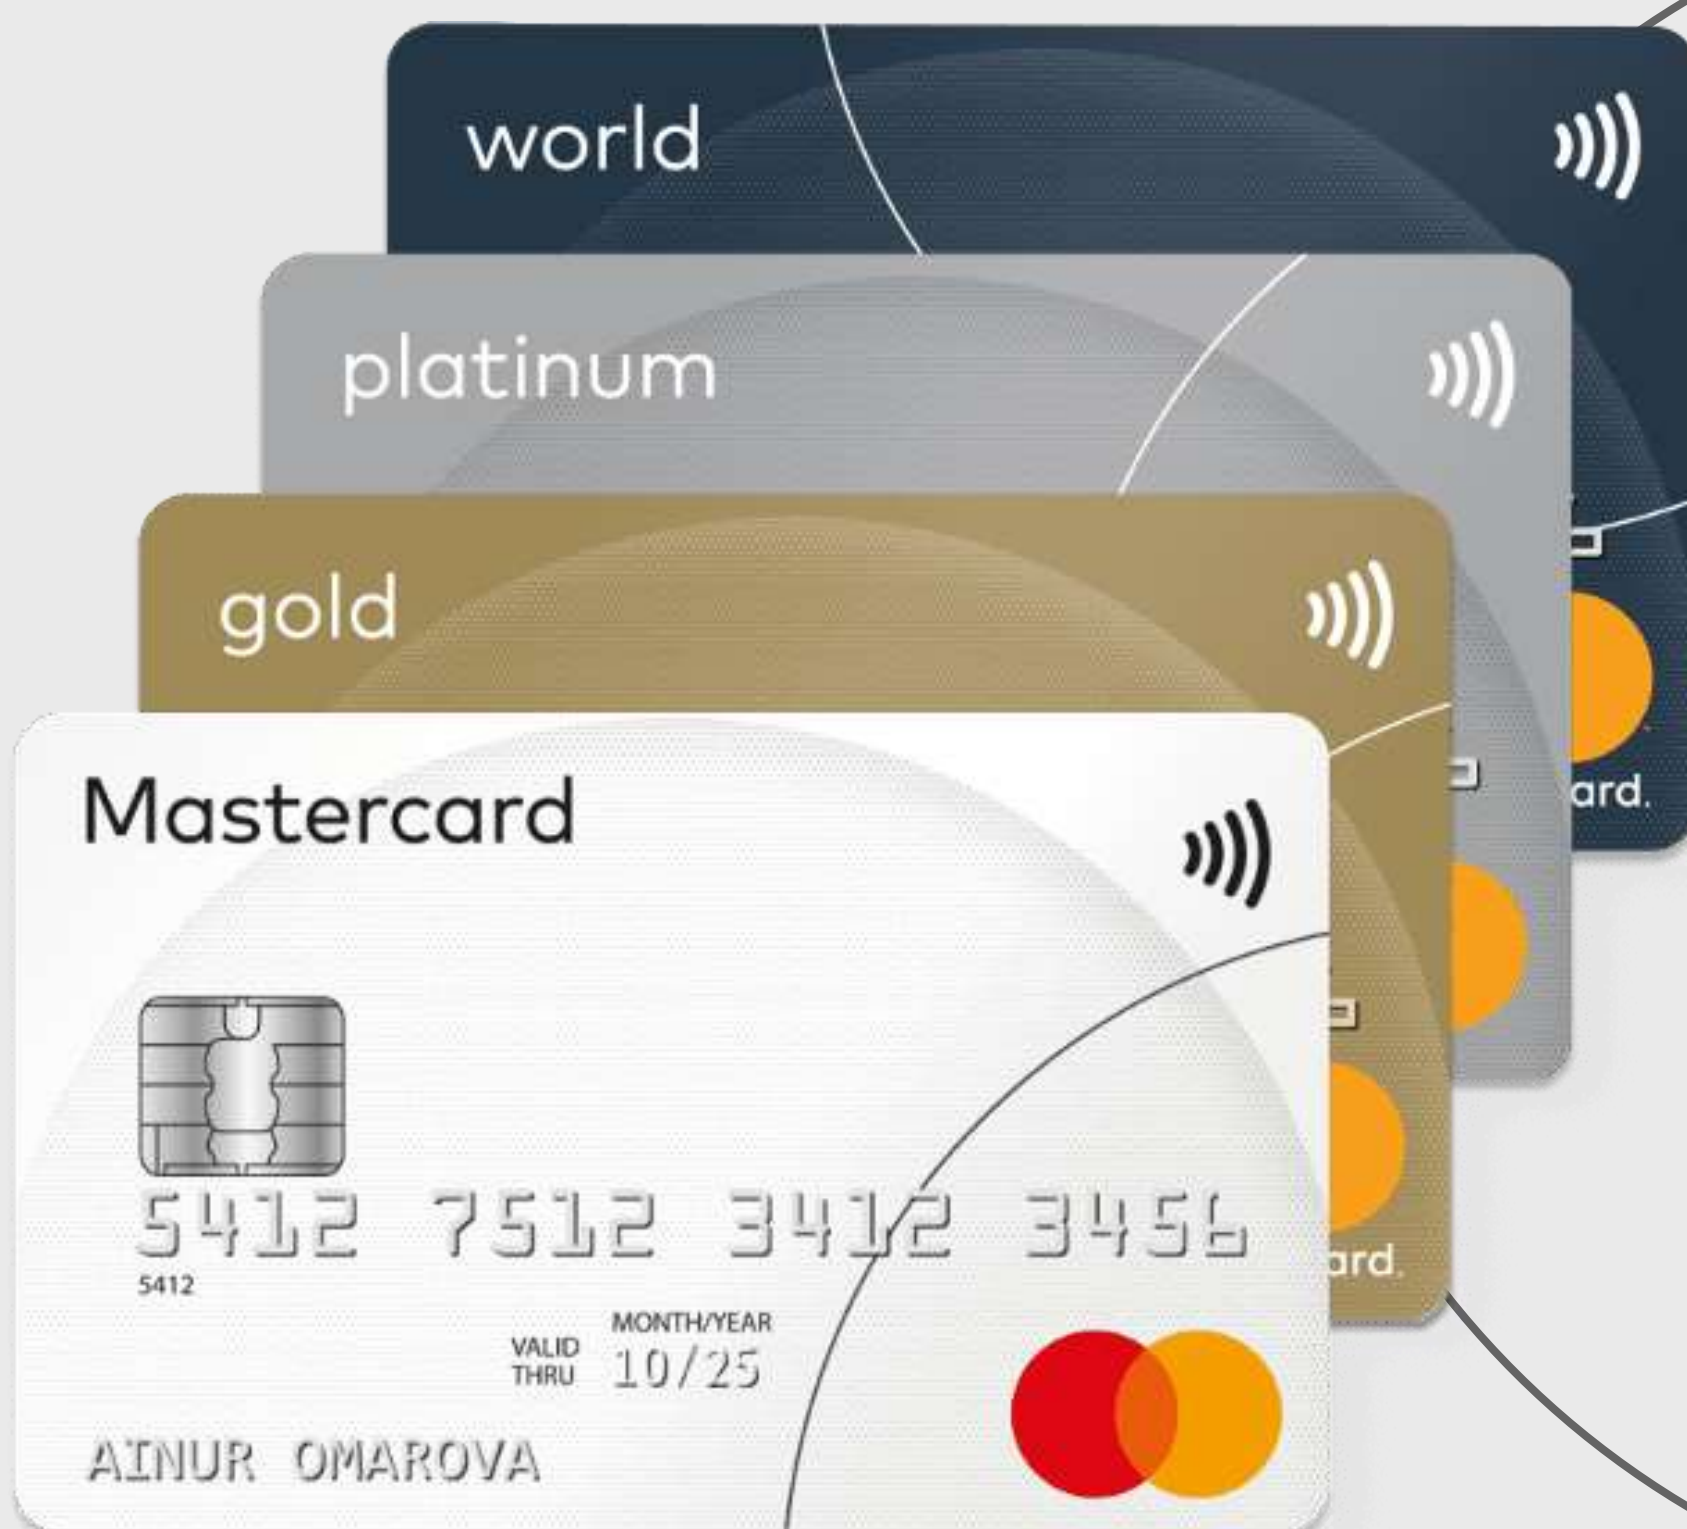 world
platinum
gold
ard.
Mastercard
5412 7512 3412 3456
5412
ard.
MONTH/YEAR
VALID
THRU
10/25
AINUR OMAROVA